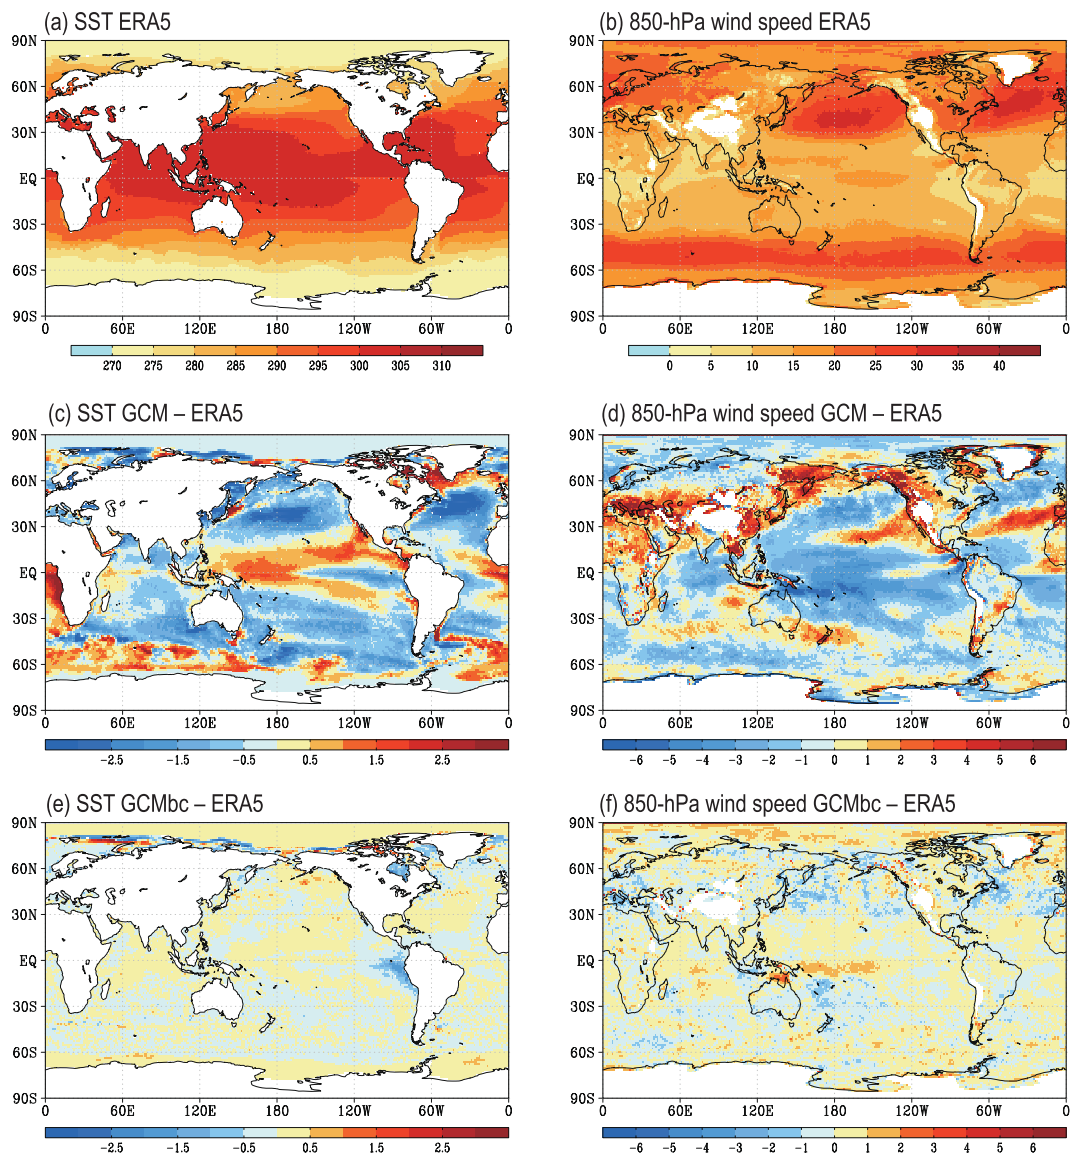 (a) SST ERA5
(b) 850-hPa wind speed ERA5
90N
60N
30N
EQ
30S
60S
90S
0 60E 120E 180 120W 60W 0
270 275 280 285 290 295 300 305 310
90N
60N
30N
EQ
30S
60S
90S
0 60E 120E 180 120W 60W 0
0 5 10 15 20 25 30 35 40
(c) SST GCM – ERA5
(d) 850-hPa wind speed GCM – ERA5
90N
60N
30N
EQ
30S
60S
90S
0 60E 120E 180 120W 60W 0
-2.5 -1.5 -0.5 0.5 1.5 2.5
90N
60N
30N
EQ
30S
60S
90S
0 60E 120E 180 120W 60W 0
-6 -5 -4 -3 -2 -1 0 1 2 3 4 5 6
(e) SST GCMbc – ERA5
(f) 850-hPa wind speed GCMbc – ERA5
90N
60N
30N
EQ
30S
60S
90S
0 60E 120E 180 120W 60W 0
-2.5 -1.5 -0.5 0.5 1.5 2.5
90N
60N
30N
EQ
30S
60S
90S
0 60E 120E 180 120W 60W 0
-6 -5 -4 -3 -2 -1 0 1 2 3 4 5 6